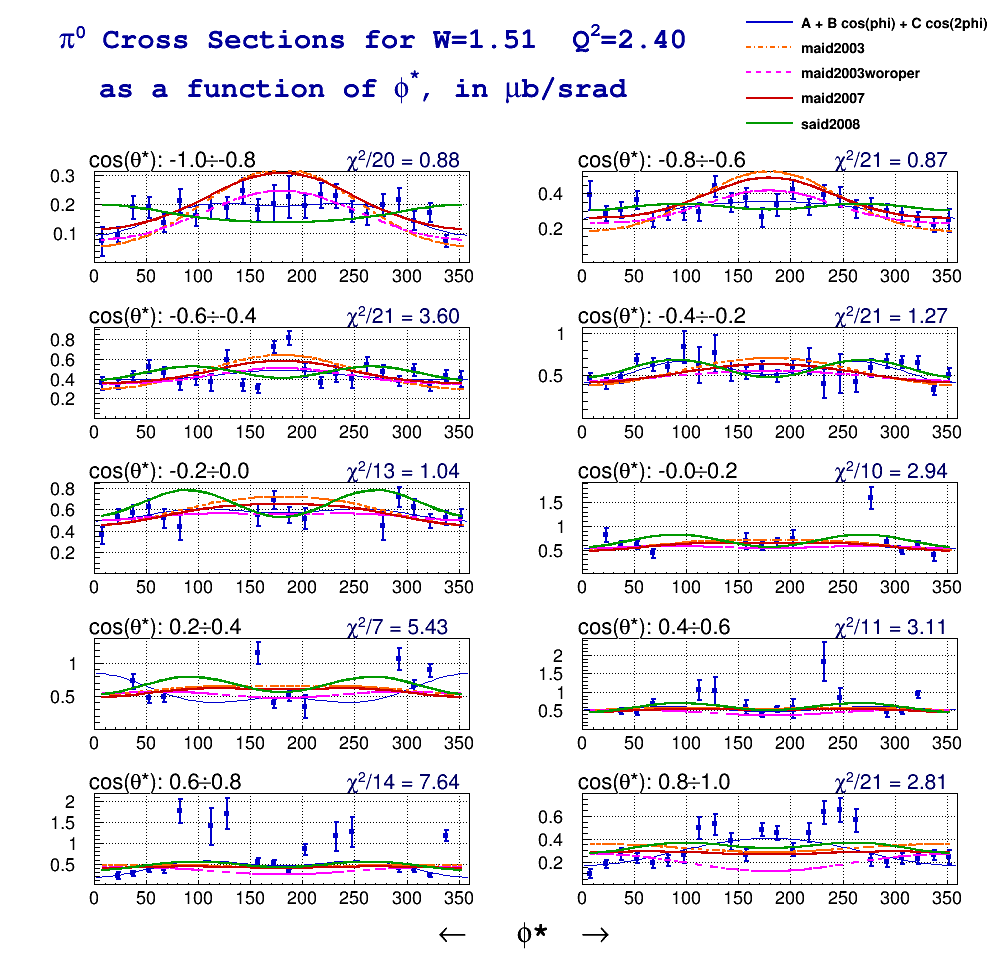 π⁰ Cross Sections for W=1.51 Q²=2.40
as a function of ϕ*, in μb/srad
A + B cos(phi) + C cos(2phi)
maid2003
maid2003woroper
maid2007
said2008
cos(θ*): -1.0÷-0.8 χ²/20 = 0.88
0.3
0.2
0.1
0 50 100 150 200 250 300 350
cos(θ*): -0.8÷-0.6 χ²/21 = 0.87
0.4
0.2
0 50 100 150 200 250 300 350
cos(θ*): -0.6÷-0.4 χ²/21 = 3.60
0.8
0.6
0.4
0.2
0 50 100 150 200 250 300 350
cos(θ*): -0.4÷-0.2 χ²/21 = 1.27
1
0.5
0 50 100 150 200 250 300 350
cos(θ*): -0.2÷0.0 χ²/13 = 1.04
0.8
0.6
0.4
0.2
0 50 100 150 200 250 300 350
cos(θ*): -0.0÷0.2 χ²/10 = 2.94
1.5
1
0.5
0 50 100 150 200 250 300 350
cos(θ*): 0.2÷0.4 χ²/7 = 5.43
1
0.5
0 50 100 150 200 250 300 350
cos(θ*): 0.4÷0.6 χ²/11 = 3.11
2
1.5
1
0.5
0 50 100 150 200 250 300 350
cos(θ*): 0.6÷0.8 χ²/14 = 7.64
2
1.5
1
0.5
0 50 100 150 200 250 300 350
cos(θ*): 0.8÷1.0 χ²/21 = 2.81
0.6
0.4
0.2
0 50 100 150 200 250 300 350
← ϕ* →